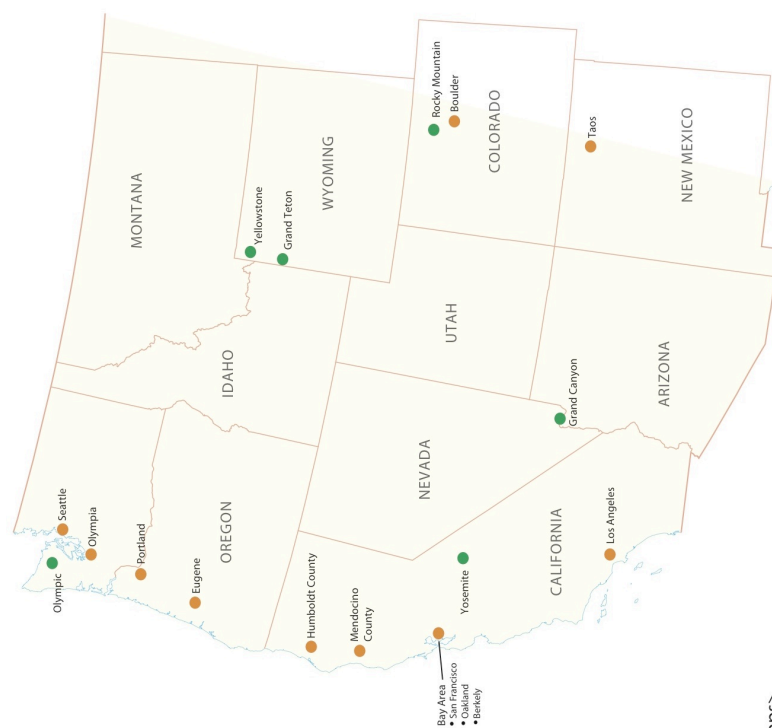 MONTANA
WYOMING
COLORADO
NEW MEXICO
IDAHO
UTAH
ARIZONA
OREGON
NEVADA
CALIFORNIA
Olympic
Seattle
Olympia
Portland
Eugene
Humboldt County
Mendocino
County
Bay Area
• San Francisco
• Oakland
• Berkely
Yosemite
Los Angeles
Grand Canyon
Yellowstone
Grand Teton
Rocky Mountain
Boulder
Taos